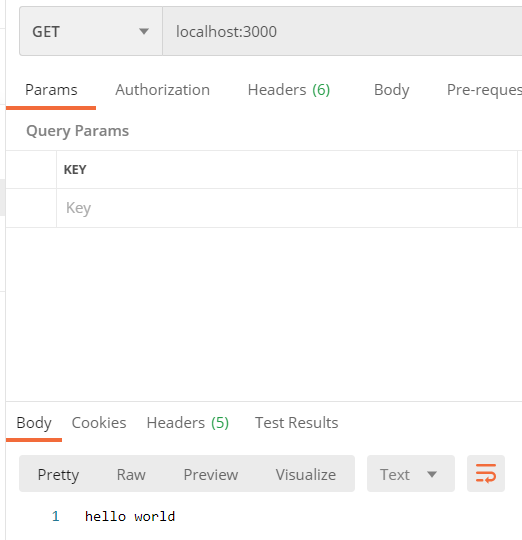 GET localhost:3000
Params Authorization Headers (6) Body Pre-reques
Query Params
KEY
Key
Body Cookies Headers (5) Test Results
Pretty Raw Preview Visualize Text
1 hello world